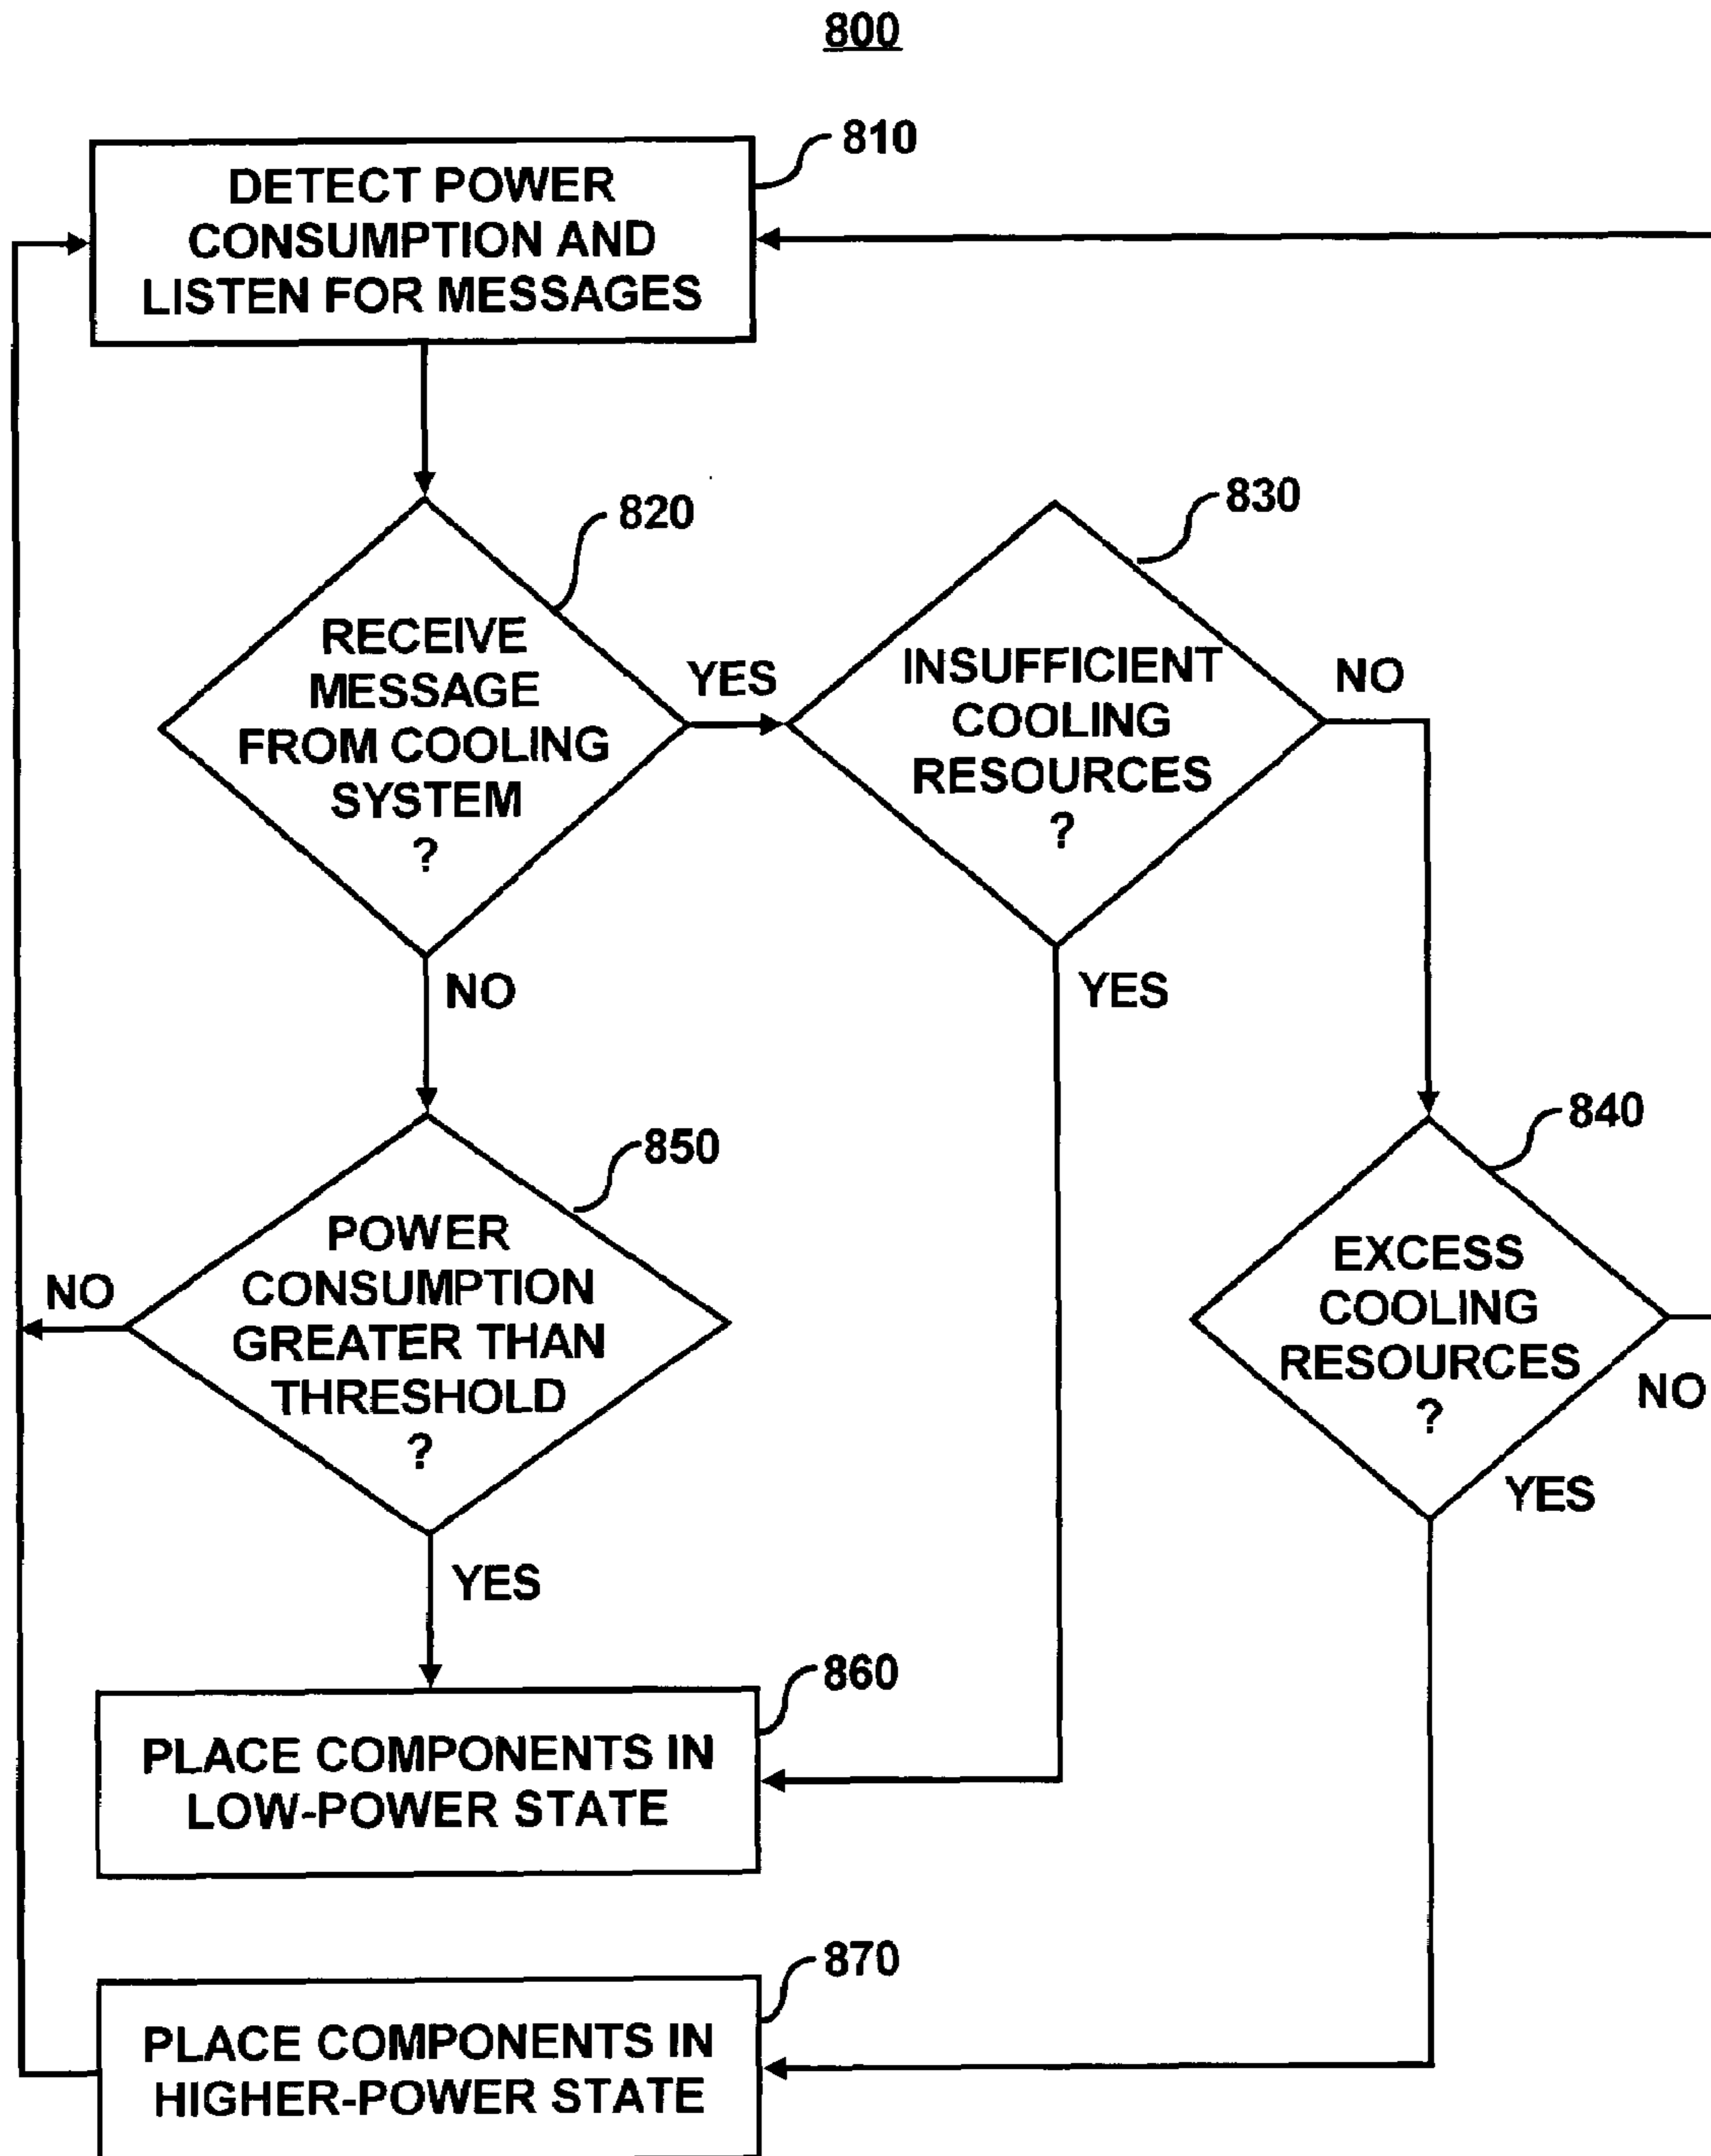 800
810
DETECT POWER
CONSUMPTION AND
LISTEN FOR MESSAGES
820
RECEIVE
MESSAGE
FROM COOLING
SYSTEM
?
YES
NO
830
INSUFFICIENT
COOLING
RESOURCES
?
NO
YES
840
EXCESS
COOLING
RESOURCES
?
NO
YES
850
POWER
CONSUMPTION
GREATER THAN
THRESHOLD
?
NO
YES
860
PLACE COMPONENTS IN
LOW-POWER STATE
870
PLACE COMPONENTS IN
HIGHER-POWER STATE